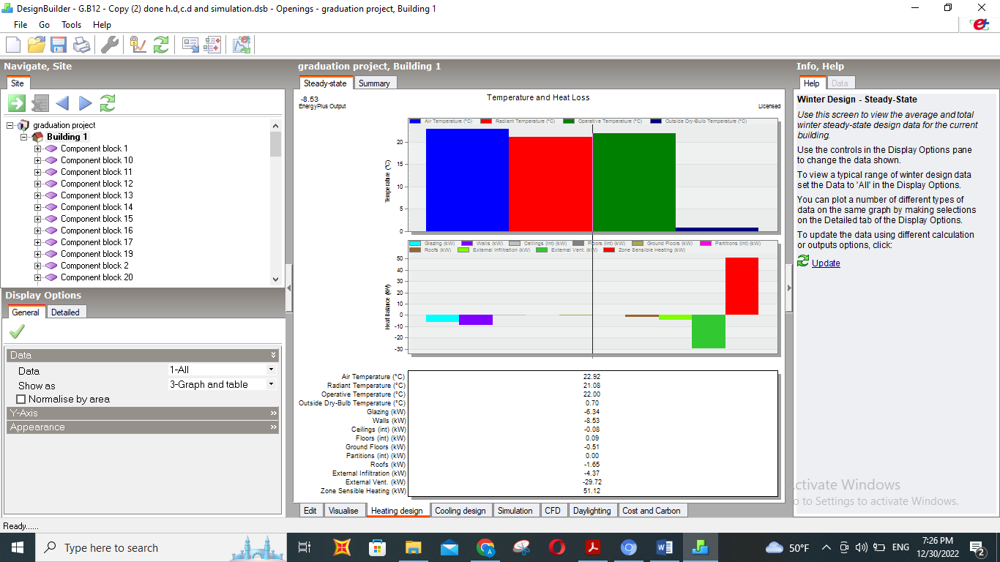 DesignBuilder - G.B12 - Copy (2) done h.d,c.d and simulation.dsb - Openings - graduation project, Building 1
File Go Tools Help
Navigate, Site
Site
graduation project
Building 1
Component block 1
Component block 10
Component block 11
Component block 12
Component block 13
Component block 14
Component block 15
Component block 16
Component block 17
Component block 19
Component block 2
Component block 20
Display Options
General Detailed
Data
Data 1-All
Show as 3-Graph and table
Normalise by area
Y-Axis
Appearance
graduation project, Building 1
Steady-state Summary
-8.53
EnergyPlus Output
Temperature and Heat Loss
Licensed
Air Temperature (°C) Radiant Temperature (°C) Operative Temperature (°C) Outside Dry-Bulb Temperature (°C)
Temperature (°C)
20
15
10
5
0
Glazing (kW) Walls (kW) Ceilings (int) (kW) Floors (int) (kW) Ground Floors (kW) Partitions (int) (kW)
Roofs (kW) External Infiltration (kW) External Vent. (kW) Zone Sensible Heating (kW)
Heat Balance (kW)
50
40
30
20
10
0
-10
-20
-30
Air Temperature (°C) 22.92
Radiant Temperature (°C) 21.08
Operative Temperature (°C) 22.00
Outside Dry-Bulb Temperature (°C) 0.70
Glazing (kW) -6.34
Walls (kW) -8.53
Ceilings (int) (kW) -0.08
Floors (int) (kW) 0.09
Ground Floors (kW) -0.51
Partitions (int) (kW) 0.00
Roofs (kW) -1.65
External Infiltration (kW) -4.37
External Vent. (kW) -29.72
Zone Sensible Heating (kW) 51.12
Edit Visualise Heating design Cooling design Simulation CFD Daylighting Cost and Carbon
Info, Help
Help Data
Winter Design - Steady-State
Use this screen to view the average and total
winter steady-state design data for the current
building.
Use the controls in the Display Options pane
to change the data shown.
To view a typical range of winter design data
set the Data to 'All' in the Display Options.
You can plot a number of different types of
data on the same graph by making selections
on the Detailed tab of the Display Options.
To update the data using different calculation
or outputs options, click:
Update
ctivate Windows
o to Settings to activate Windows.
Ready......
Type here to search
50°F
ENG
7:26 PM
12/30/2022
2